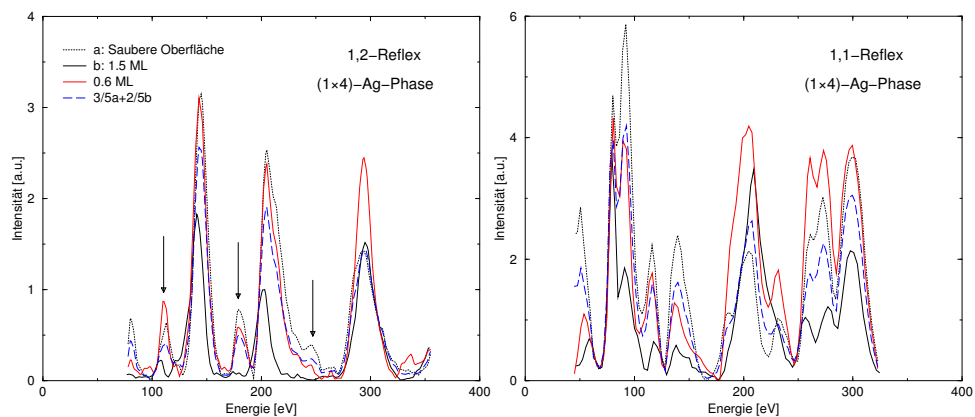 4
3
2
1
0
Intensität [a.u.]
a: Saubere Oberfläche
b: 1.5 ML
0.6 ML
3/5a+2/5b
1,2−Reflex
(1×4)−Ag−Phase
0 100 200 300 400
Energie [eV]
6
4
2
0
Intensität [a.u.]
1,1−Reflex
(1×4)−Ag−Phase
0 100 200 300 400
Energie [eV]